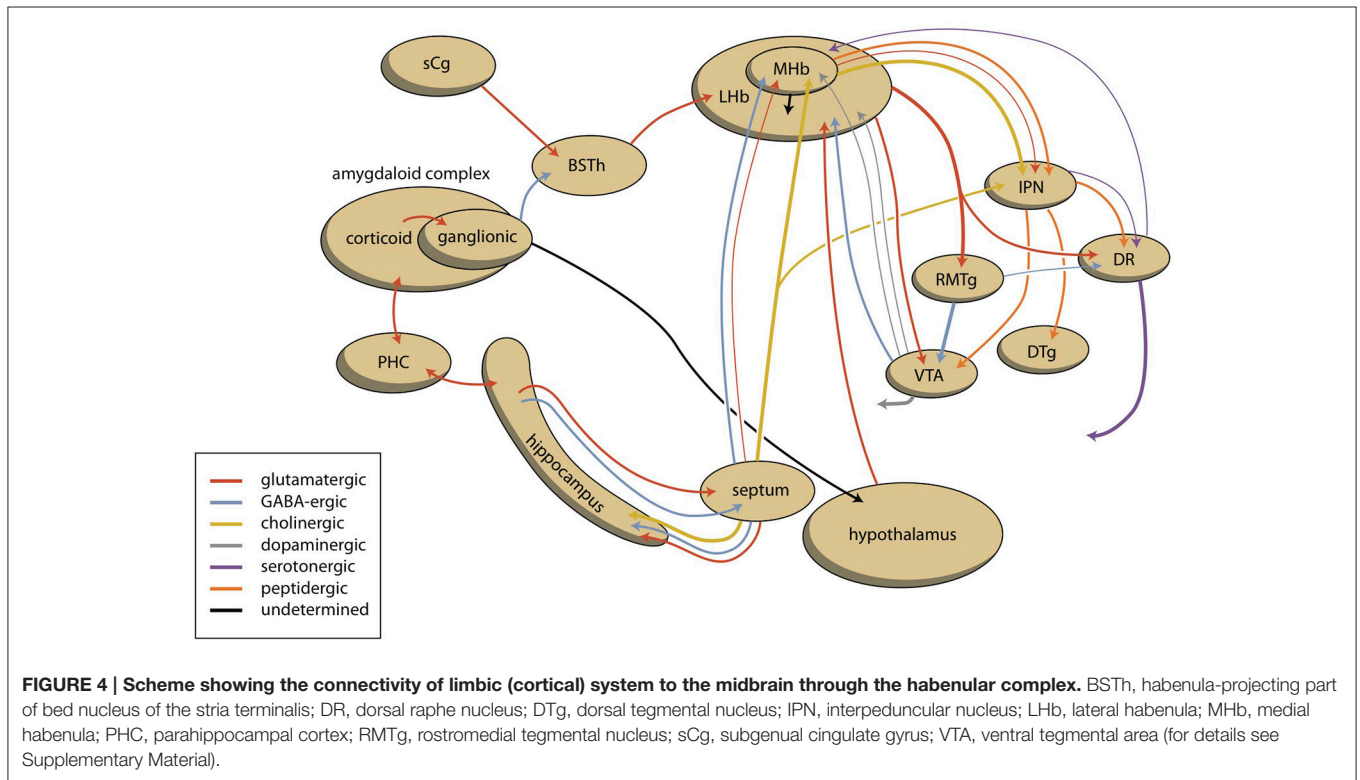 sCg
MHb
LHb
BSTh
amygdaloid complex
corticoid
ganglionic
IPN
DR
RMTg
DTg
VTA
PHC
hippocampus
septum
hypothalamus
glutamatergic
GABA-ergic
cholinergic
dopaminergic
serotonergic
peptidergic
undetermined
FIGURE 4 | Scheme showing the connectivity of limbic (cortical) system to the midbrain through the habenular complex. BSTh, habenula-projecting part
of bed nucleus of the stria terminalis; DR, dorsal raphe nucleus; DTg, dorsal tegmental nucleus; IPN, interpeduncular nucleus; LHb, lateral habenula; MHb, medial
habenula; PHC, parahippocampal cortex; RMTg, rostromedial tegmental nucleus; sCg, subgenual cingulate gyrus; VTA, ventral tegmental area (for details see
Supplementary Material).